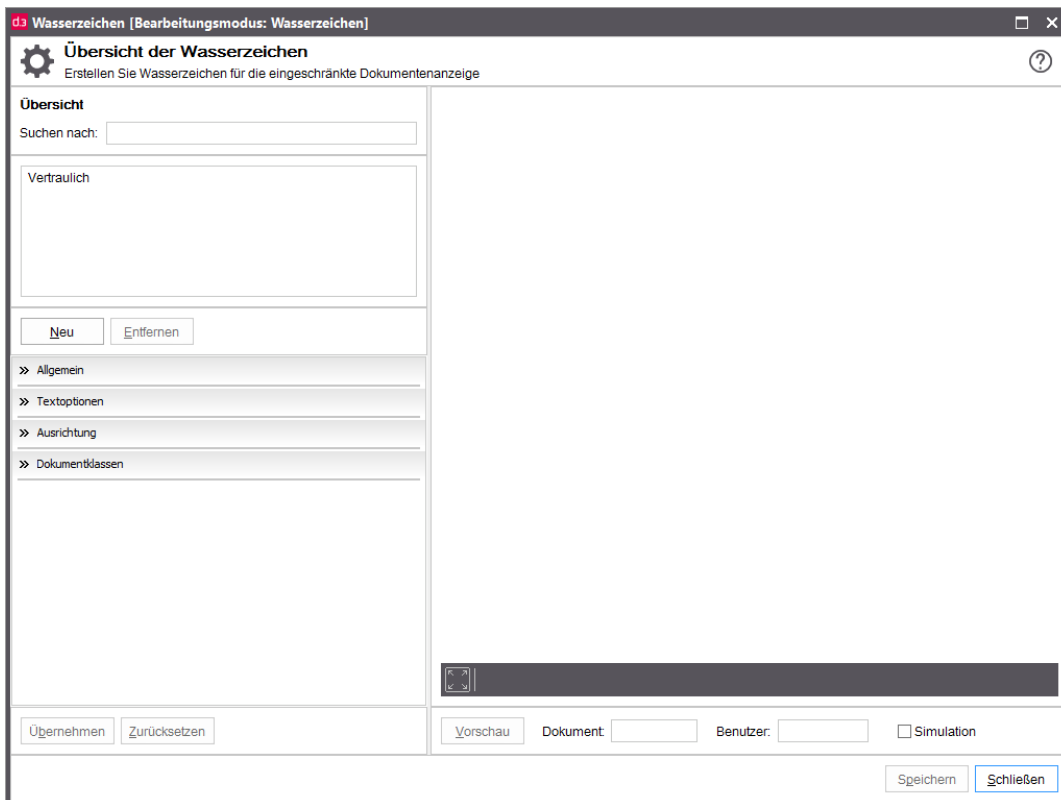 d3 Wasserzeichen [Bearbeitungsmodus: Wasserzeichen]
Übersicht der Wasserzeichen
Erstellen Sie Wasserzeichen für die eingeschränkte Dokumentenanzeige
Übersicht
Suchen nach:
Vertraulich
Neu Entfernen
» Allgemein
» Textoptionen
» Ausrichtung
» Dokumentklassen
Übernehmen Zurücksetzen Vorschau Dokument: Benutzer: Simulation
Speichern Schließen